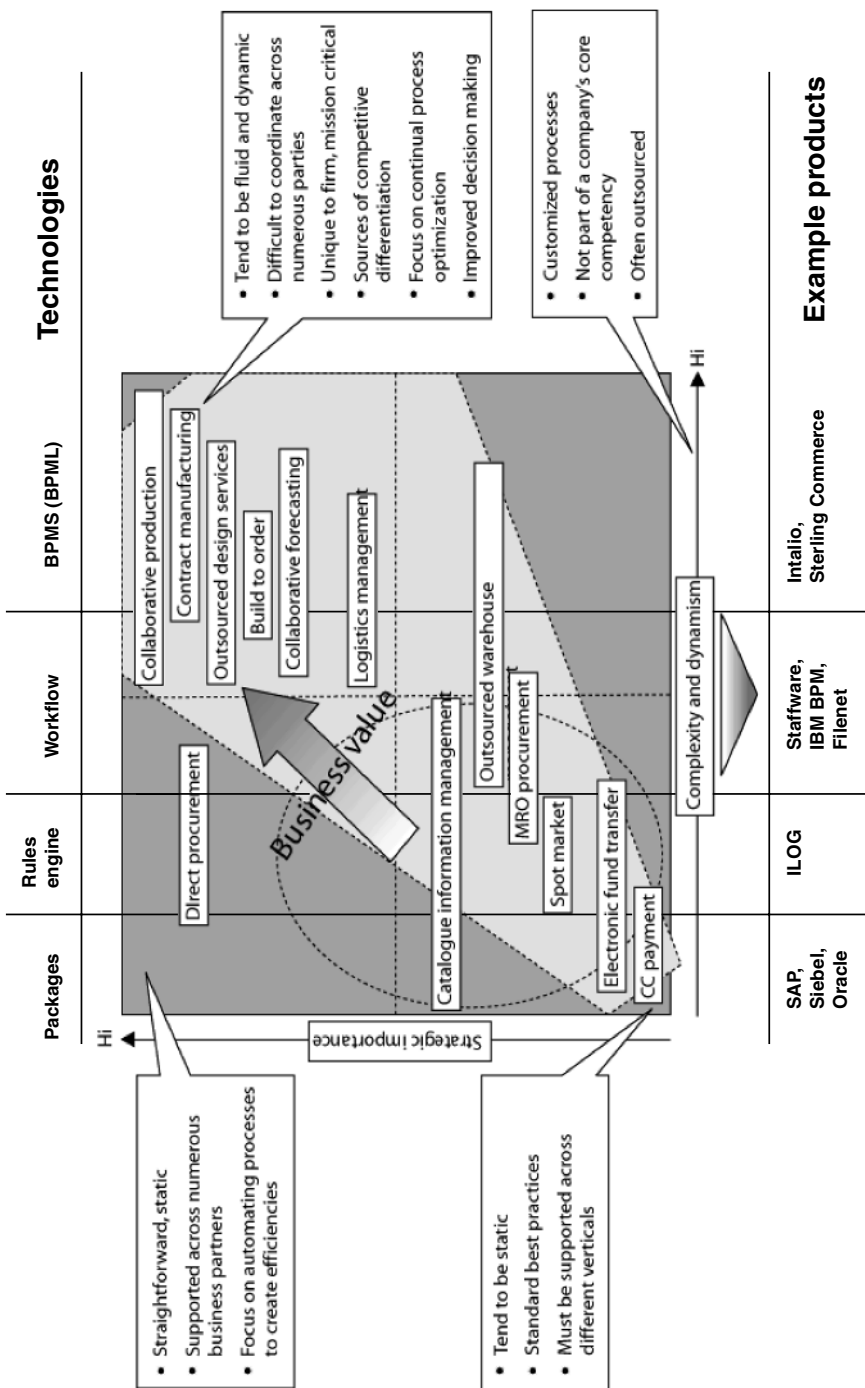 Technologies
Packages
Rules
engine
Workflow
BPMS (BPML)
• Straightforward, static
• Supported across numerous
business partners
• Focus on automating processes
to create efficiencies
• Tend to be fluid and dynamic
• Difficult to coordinate across
numerous parties
• Unique to firm, mission critical
• Sources of competitive
differentiation
• Focus on continual process
optimization
• Improved decision making
Hi
Strategic importance
Collaborative production
Contract manufacturing
DIrect procurement
Outsourced design services
Build to order
Collaborative forecasting
Business value
Logistics management
Catalogue information management
Outsourced warehouse
MRO procurement
Spot market
Electronic fund transfer
CC payment
Hi
Complexity and dynamism
• Tend to be static
• Standard best practices
• Must be supported across
different verticals
• Customized processes
• Not part of a company's core
competency
• Often outsourced
SAP,
Siebel,
Oracle
ILOG
Staffware,
IBM BPM,
Filenet
Intalio,
Sterling Commerce
Example products